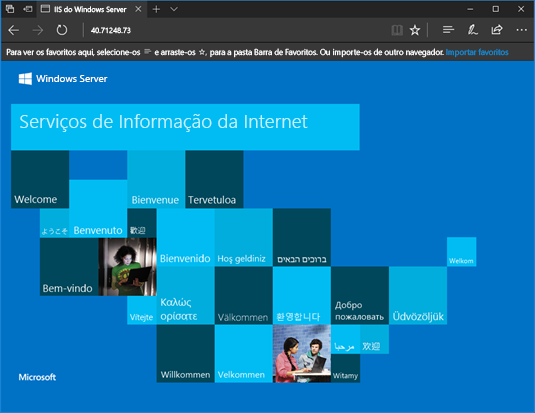 IIS do Windows Server
40.71248.73
Para ver os favoritos aqui, selecione-os e arraste-os para a pasta Barra de Favoritos. Ou importe-os de outro navegador. Importar favoritos
Windows Server
Serviços de Informação da Internet
Welcome
Bienvenue
Tervetuloa
ようこそ
Benvenuto
歡迎
Bienvenido
Hoş geldiniz
ברוכים הבאים
Welkom
Bem-vindo
Vítejte
Καλώς
ορίσατε
Välkommen
환영합니다
Добро
пожаловать
Üdvözöljük
Willkommen
Velkommen
مرحبا
欢迎
Witamy
Microsoft